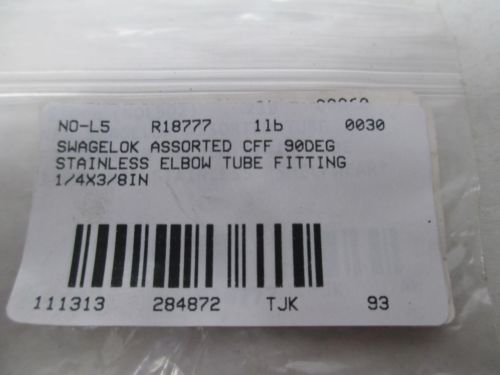 NO-L5 R18777 1lb 0030
SWAGELOK ASSORTED CFF 90DEG
STAINLESS ELBOW TUBE FITTING
1/4X3/8IN
111313 284872 TJK 93